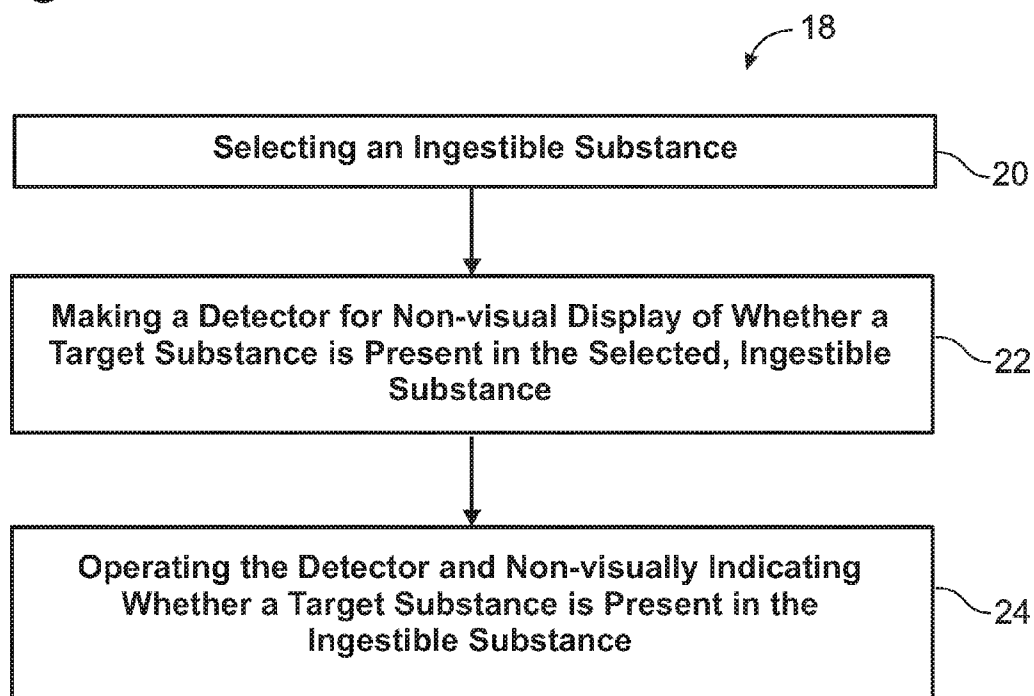 18
Selecting an Ingestible Substance
20
Making a Detector for Non-visual Display of Whether a
Target Substance is Present in the Selected, Ingestible
Substance
22
Operating the Detector and Non-visually Indicating
Whether a Target Substance is Present in the
Ingestible Substance
24